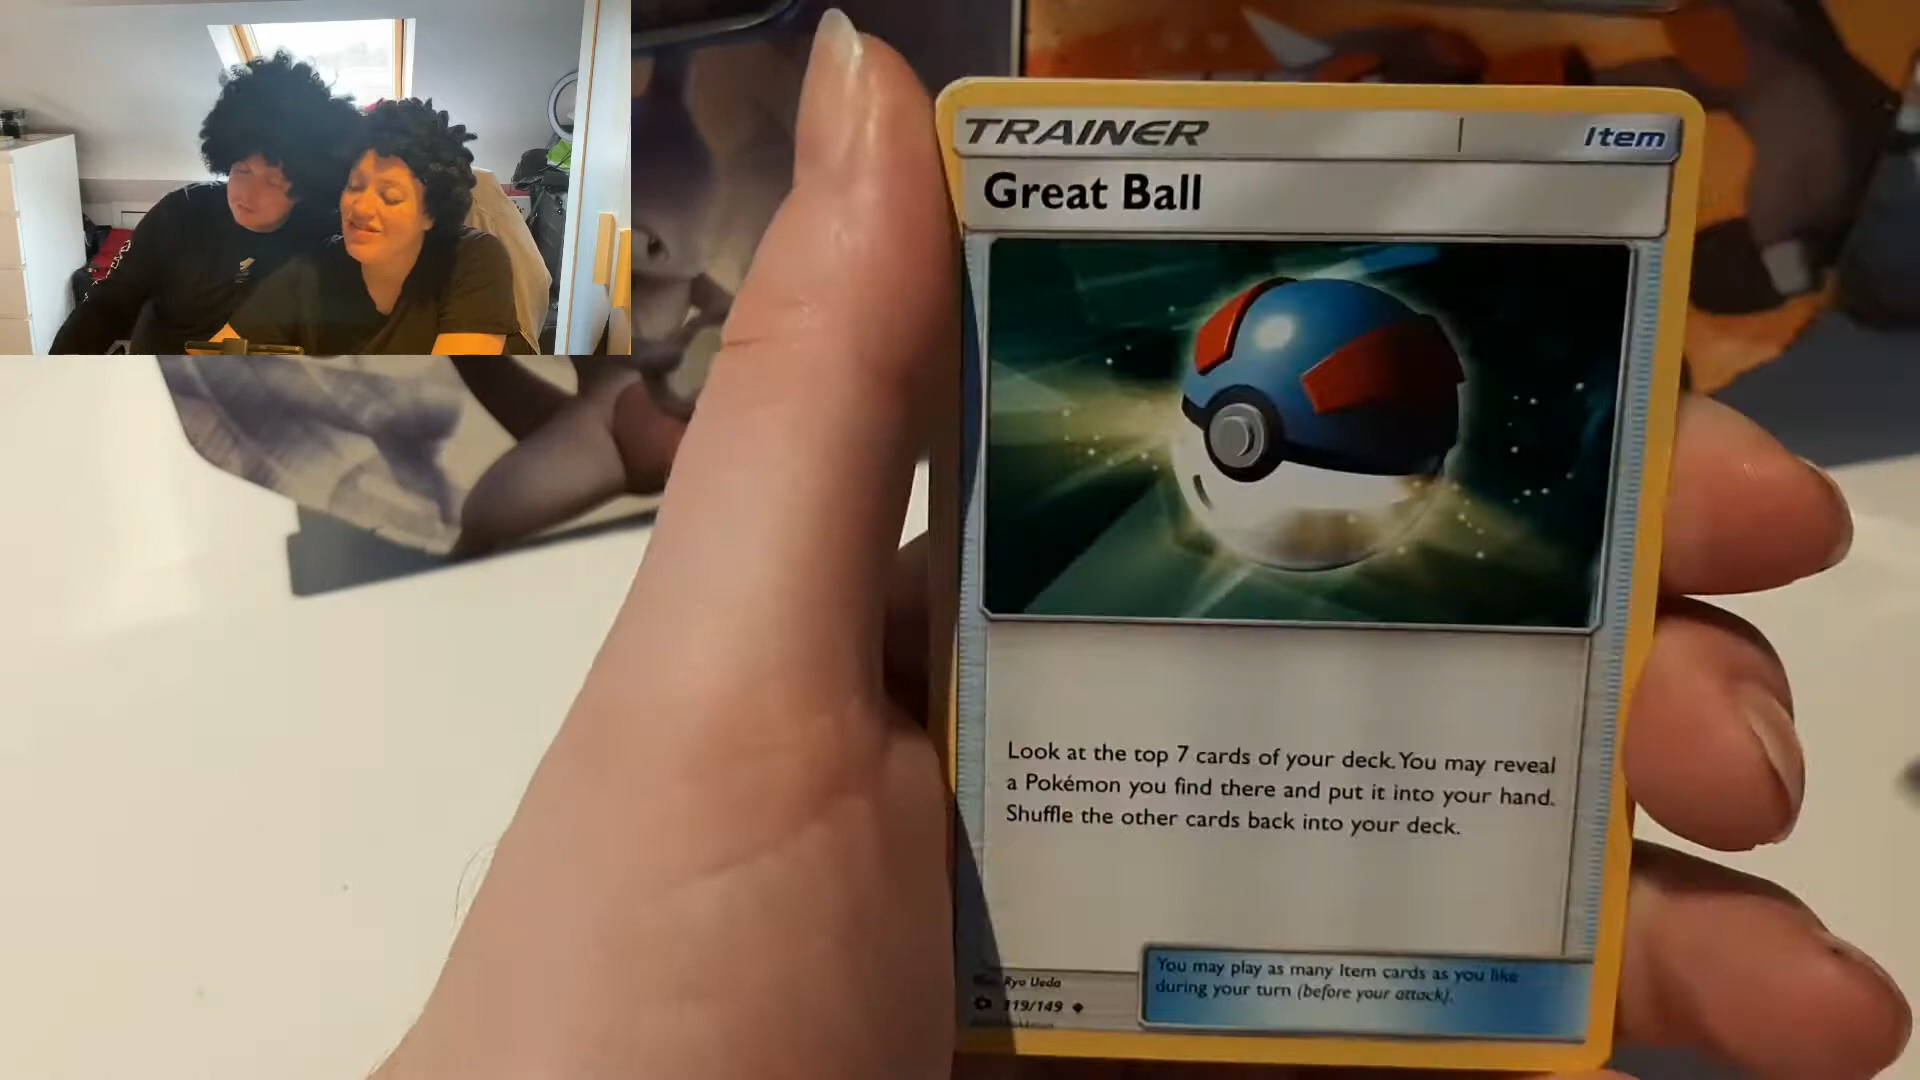 TRAINER
Item
Great Ball
Look at the top 7 cards of your deck. You may reveal
a Pokémon you find there and put it into your hand.
Shuffle the other cards back into your deck.
You may play as many Item cards as you like
during your turn (before your attack).
Ryo Ueda
119/149